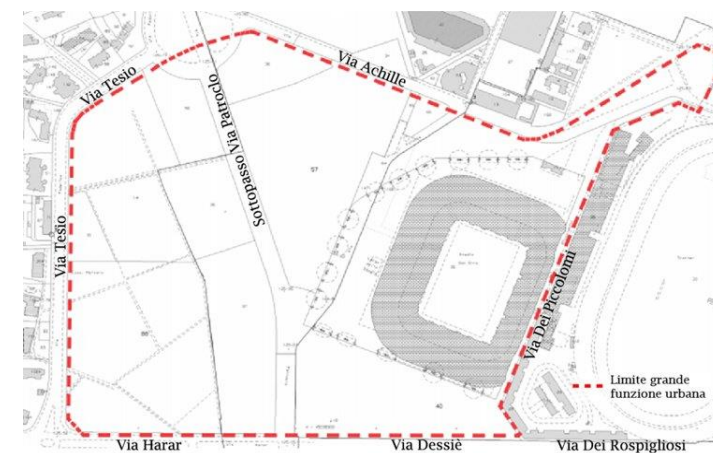 Via Tesio
Via Achille
Sottopasso Via Patroclo
Via Tesio
Via Dei Piccolomi
Limite grande
funzione urbana
Via Harar
Via Dessiè
Via Dei Rospigliosi